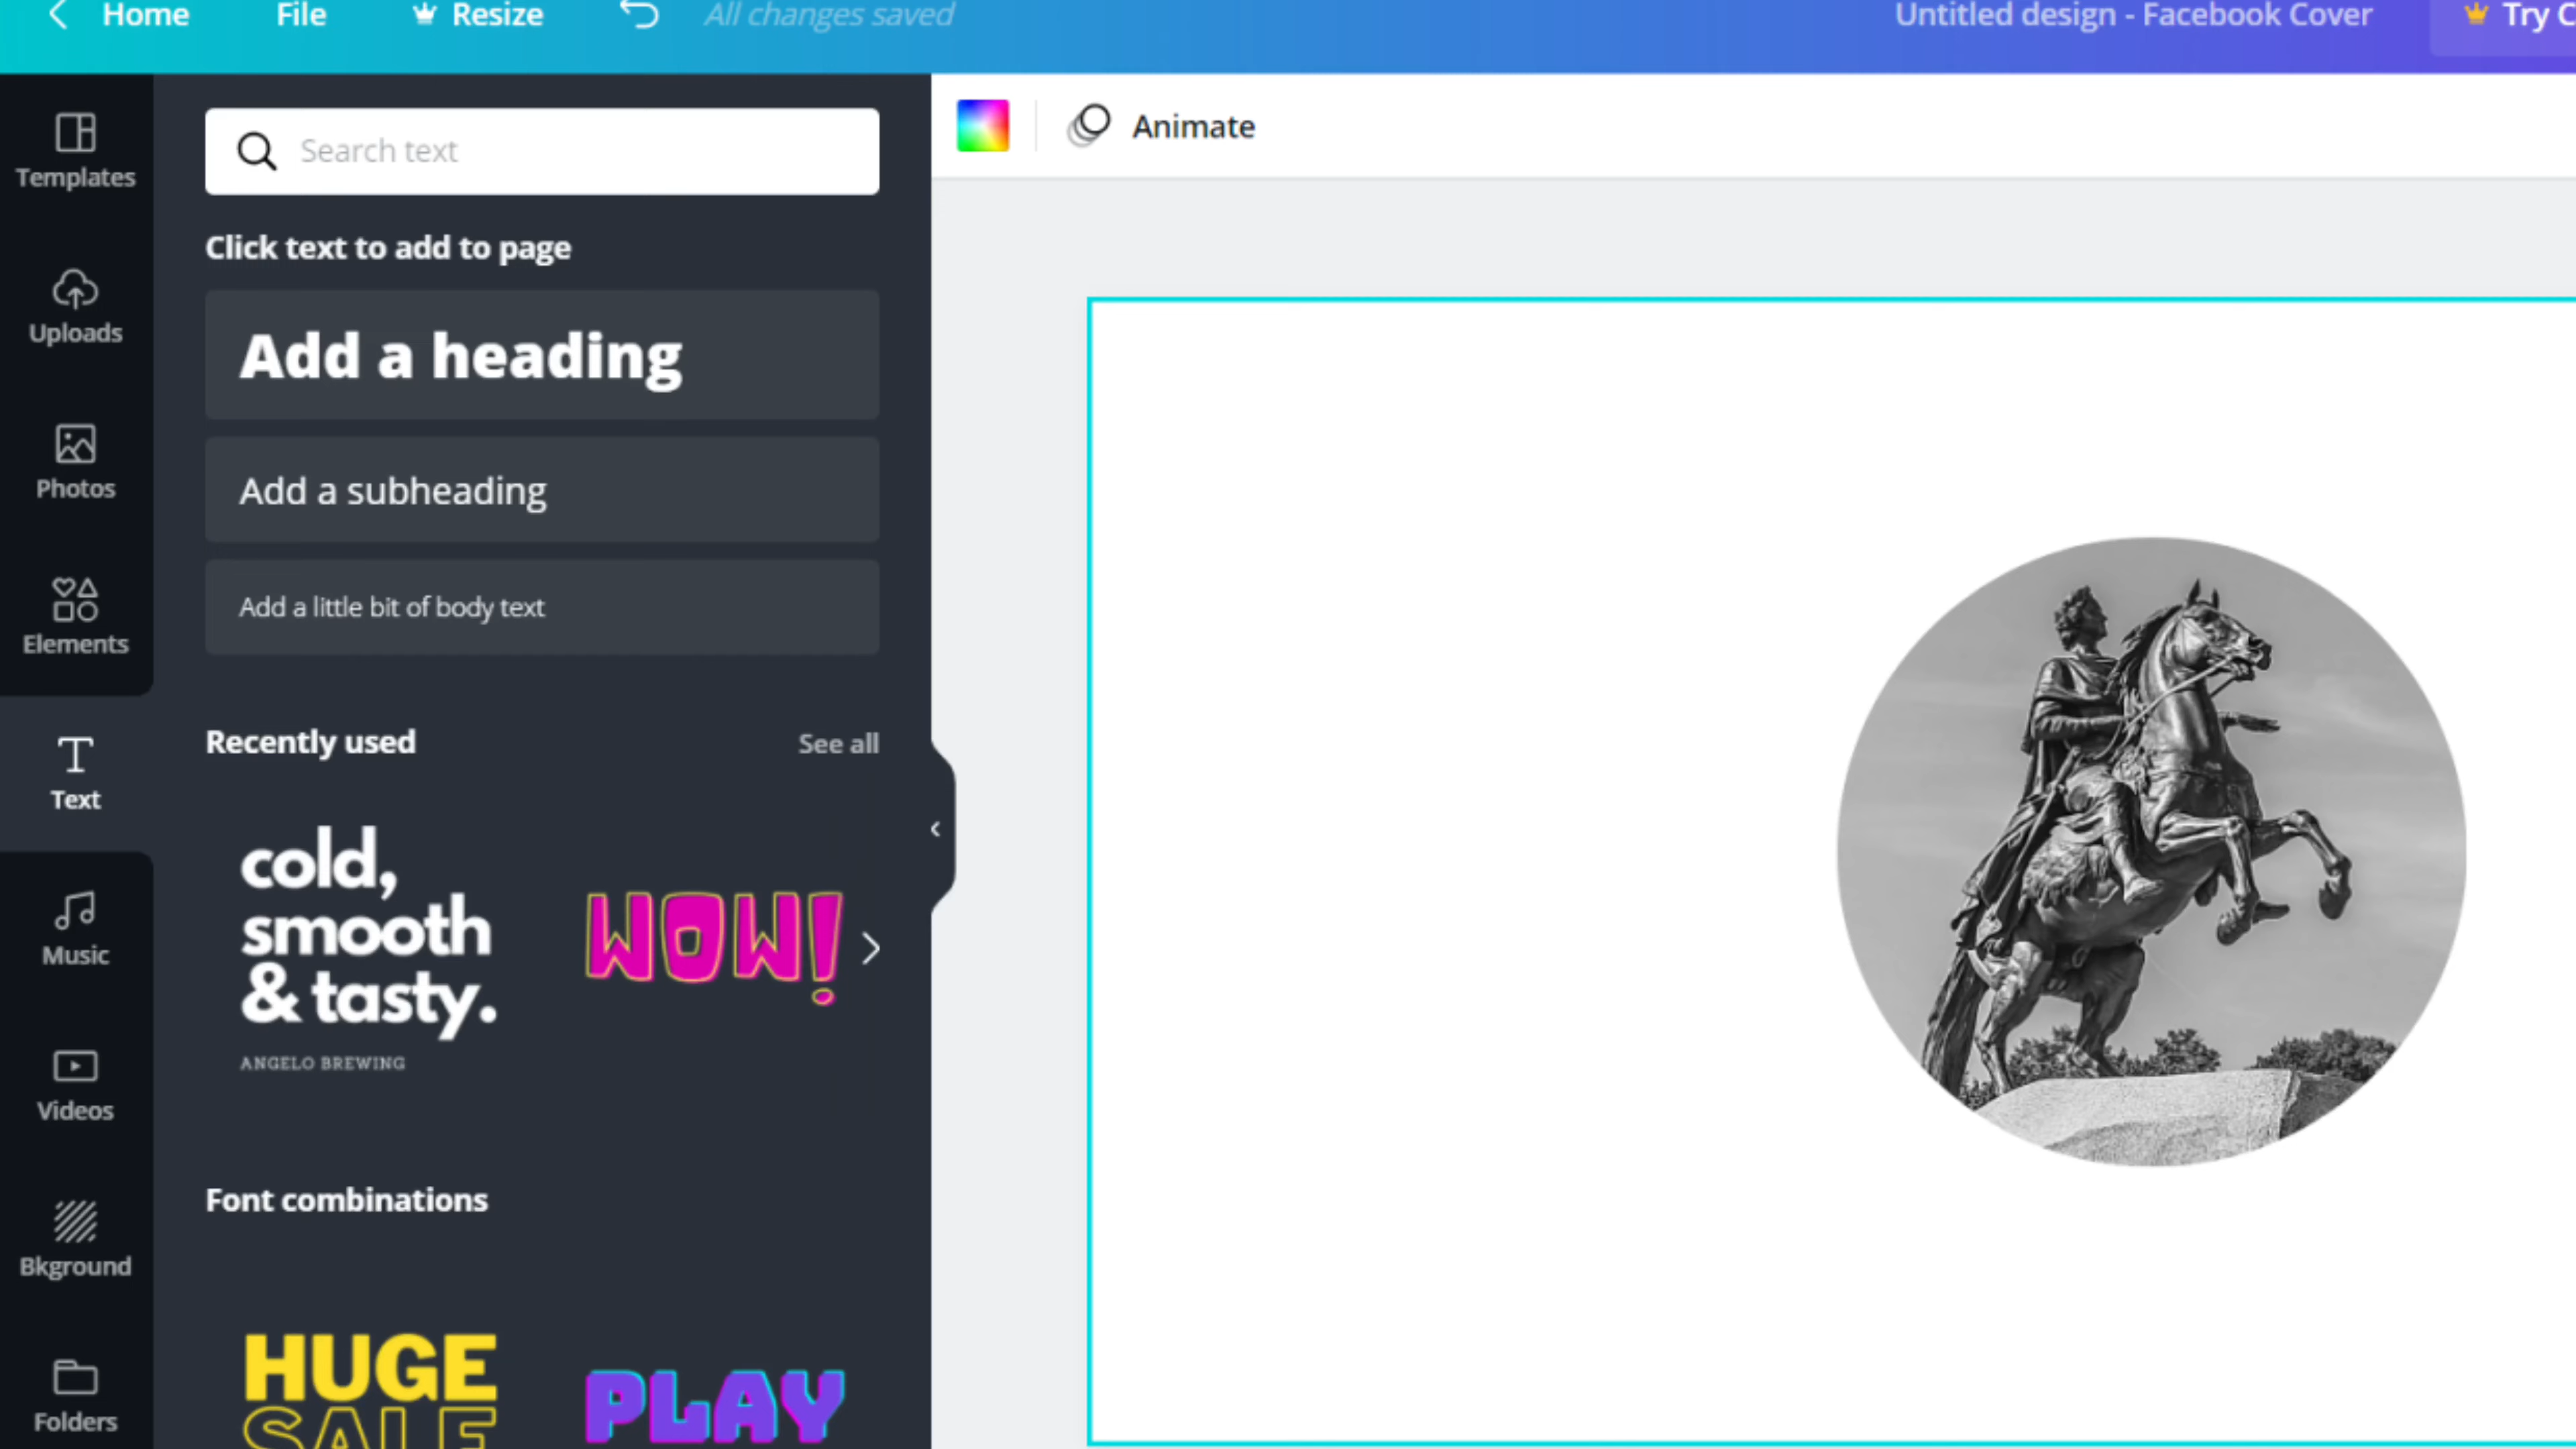 Home File Resize All changes saved Untitled design - Facebook Cover Try
Templates
Uploads
Photos
Elements
Text
Music
Videos
Bkground
Folders
Search text
Click text to add to page
Add a heading
Add a subheading
Add a little bit of body text
Recently used See all
cold,
smooth
& tasty.
ANGELO BREWING
WOW!
Font combinations
HUGE
SALE
PLAY
Animate